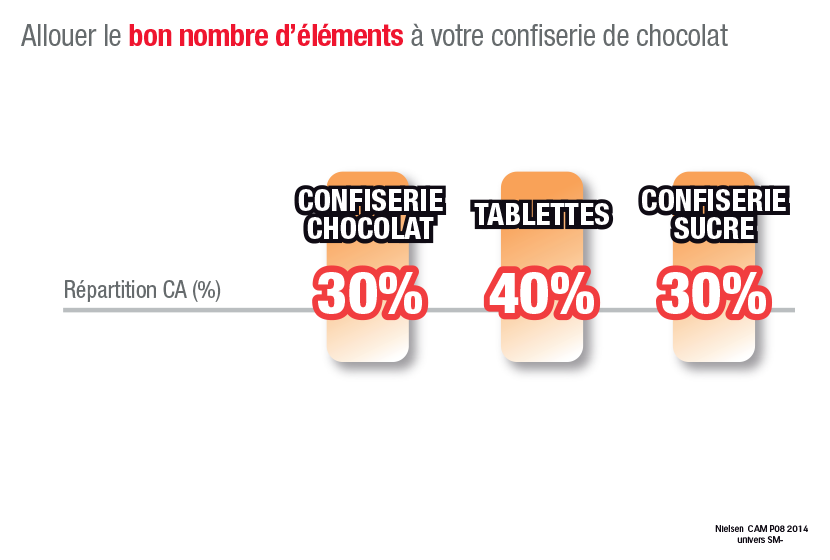 Allouer le bon nombre d’éléments à votre confiserie de chocolat
CONFISERIE
CHOCOLAT
TABLETTES
CONFISERIE
SUCRE
Répartition CA (%)
30%
40%
30%
Nielsen CAM P08 2014
univers SM-